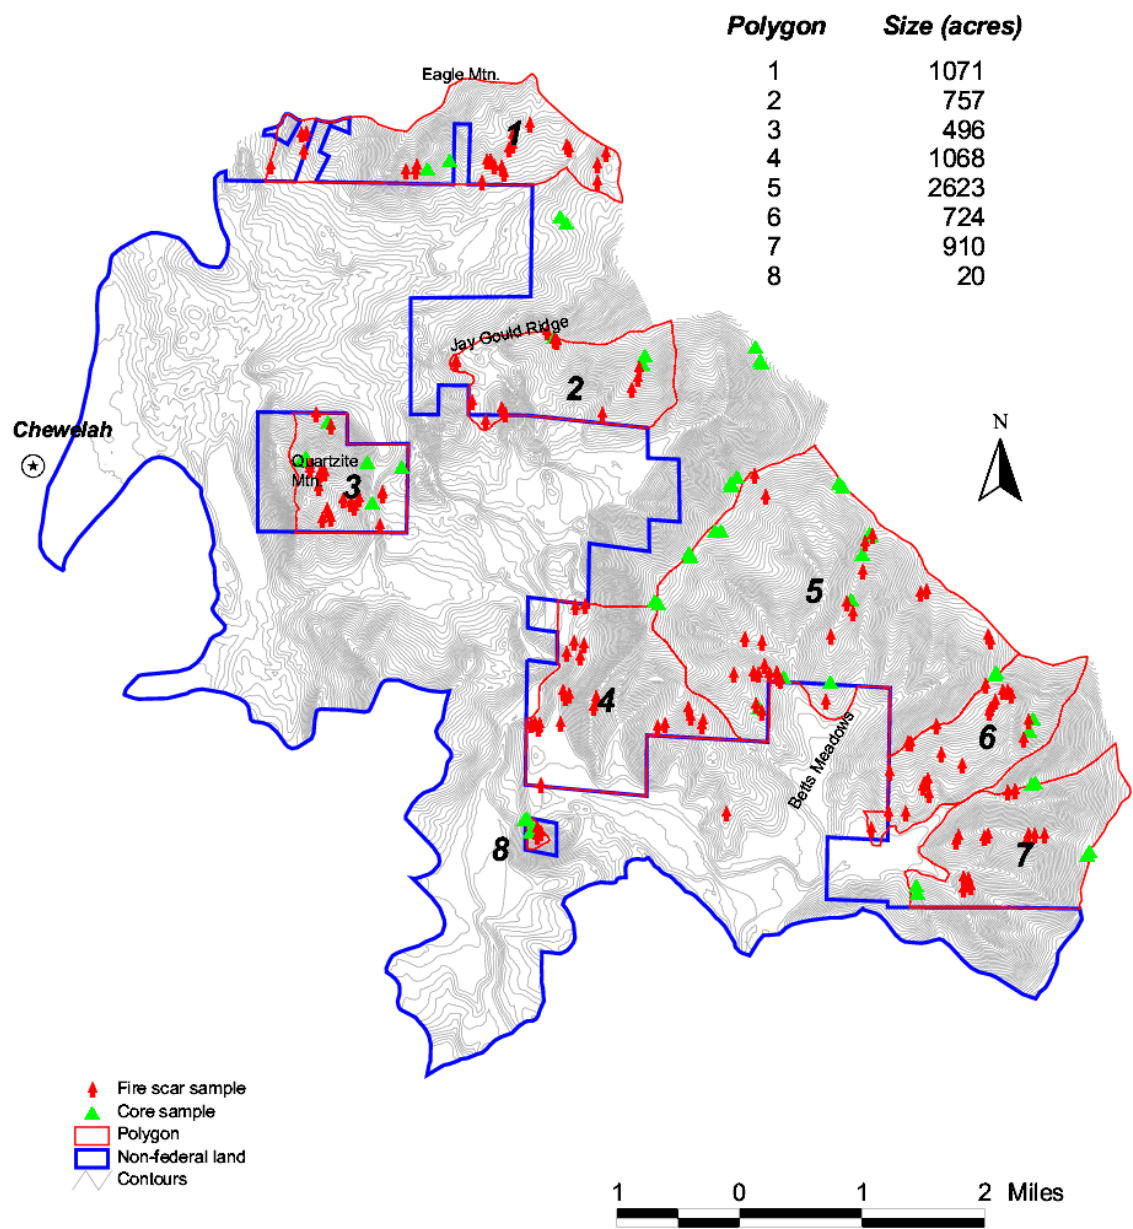 Polygon Size (acres)
1 1071
2 757
3 496
4 1068
5 2623
6 724
7 910
8 20
Eagle Mtn.
1
Jay Gould Ridge
2
Chewelah
Quartzite
Mtn.
3
N
5
4
6
Betts Meadows
7
8
Fire scar sample
Core sample
Polygon
Non-federal land
Contours
1 0 1 2 Miles